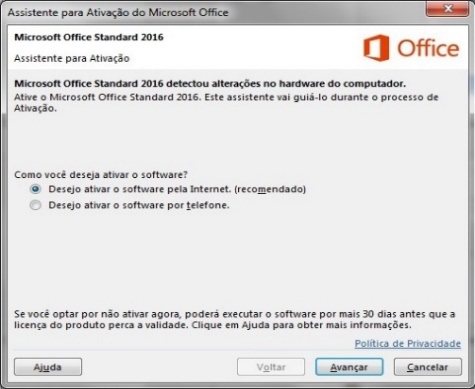 Assistente para Ativação do Microsoft Office
Microsoft Office Standard 2016
Office
Assistente para Ativação
Microsoft Office Standard 2016 detectou alterações no hardware do computador.
Ative o Microsoft Office Standard 2016. Este assistente vai guiá-lo durante o processo de
Ativação.
Como você deseja ativar o software?
Desejo ativar o software pela Internet. (recomendado)
Desejo ativar o software por telefone.
Se você optar por não ativar agora, poderá executar o software por mais 30 dias antes que a
licença do produto perca a validade. Clique em Ajuda para obter mais informações.
Política de Privacidade
Ajuda
Voltar
Avançar
Cancelar